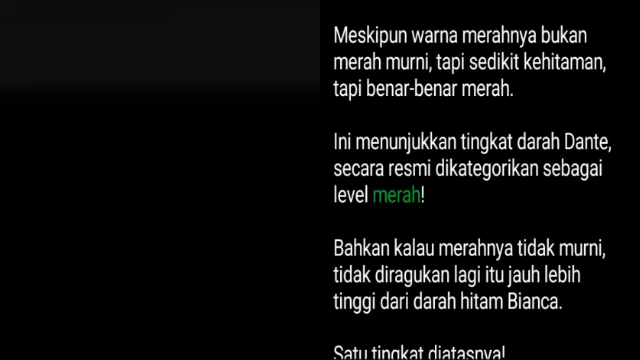 Meskipun warna merahnya bukan
merah murni, tapi sedikit kehitaman,
tapi benar-benar merah.
Ini menunjukkan tingkat darah Dante,
secara resmi dikategorikan sebagai
level merah!
Bahkan kalau merahnya tidak murni,
tidak diragukan lagi itu jauh lebih
tinggi dari darah hitam Bianca.
Satu tingkat diatasnya!